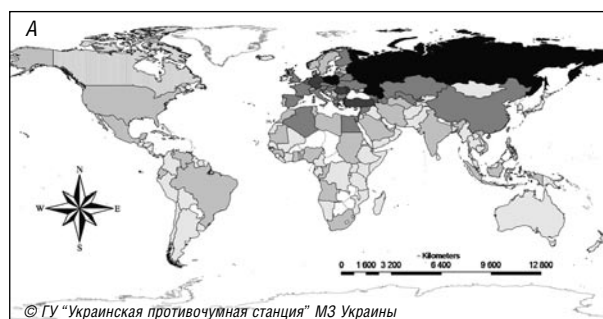 A
N
W E
S
Kilometers
0 1 600 3 200 6 400 9 600 12 800
© ГУ “Украинская противочумная станция” МЗ Украины